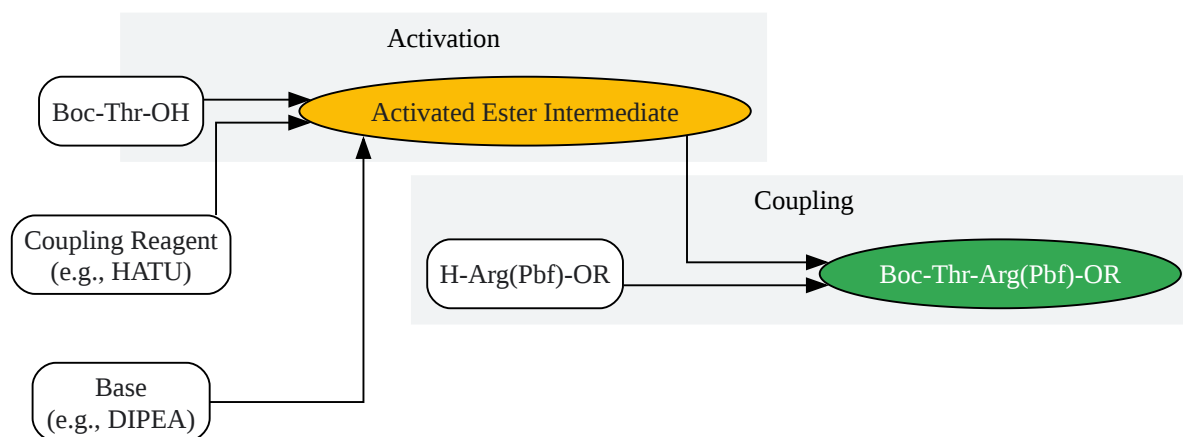 Activation
Boc-Thr-OH
Activated Ester Intermediate
Coupling Reagent
(e.g., HATU)
Coupling
H-Arg(Pbf)-OR
Boc-Thr-Arg(Pbf)-OR
Base
(e.g., DIPEA)